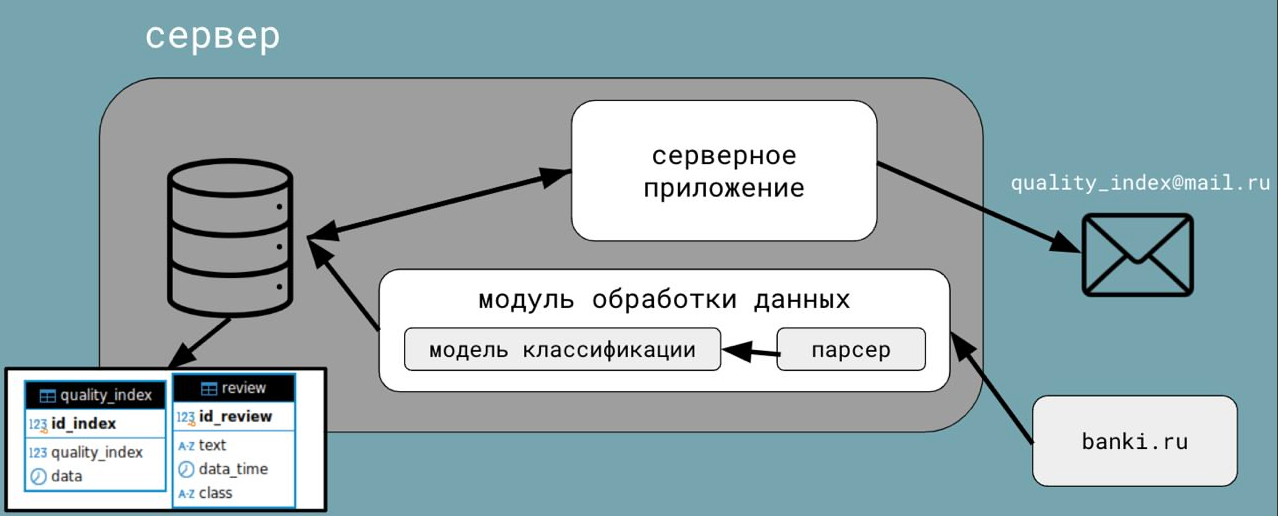 сервер
серверное
приложение
quality_index@mail.ru
модуль обработки данных
модель классификации
парсер
banki.ru
quality_index
123 id_index
123 quality_index
data
review
123 id_review
A-Z text
data_time
A-Z class